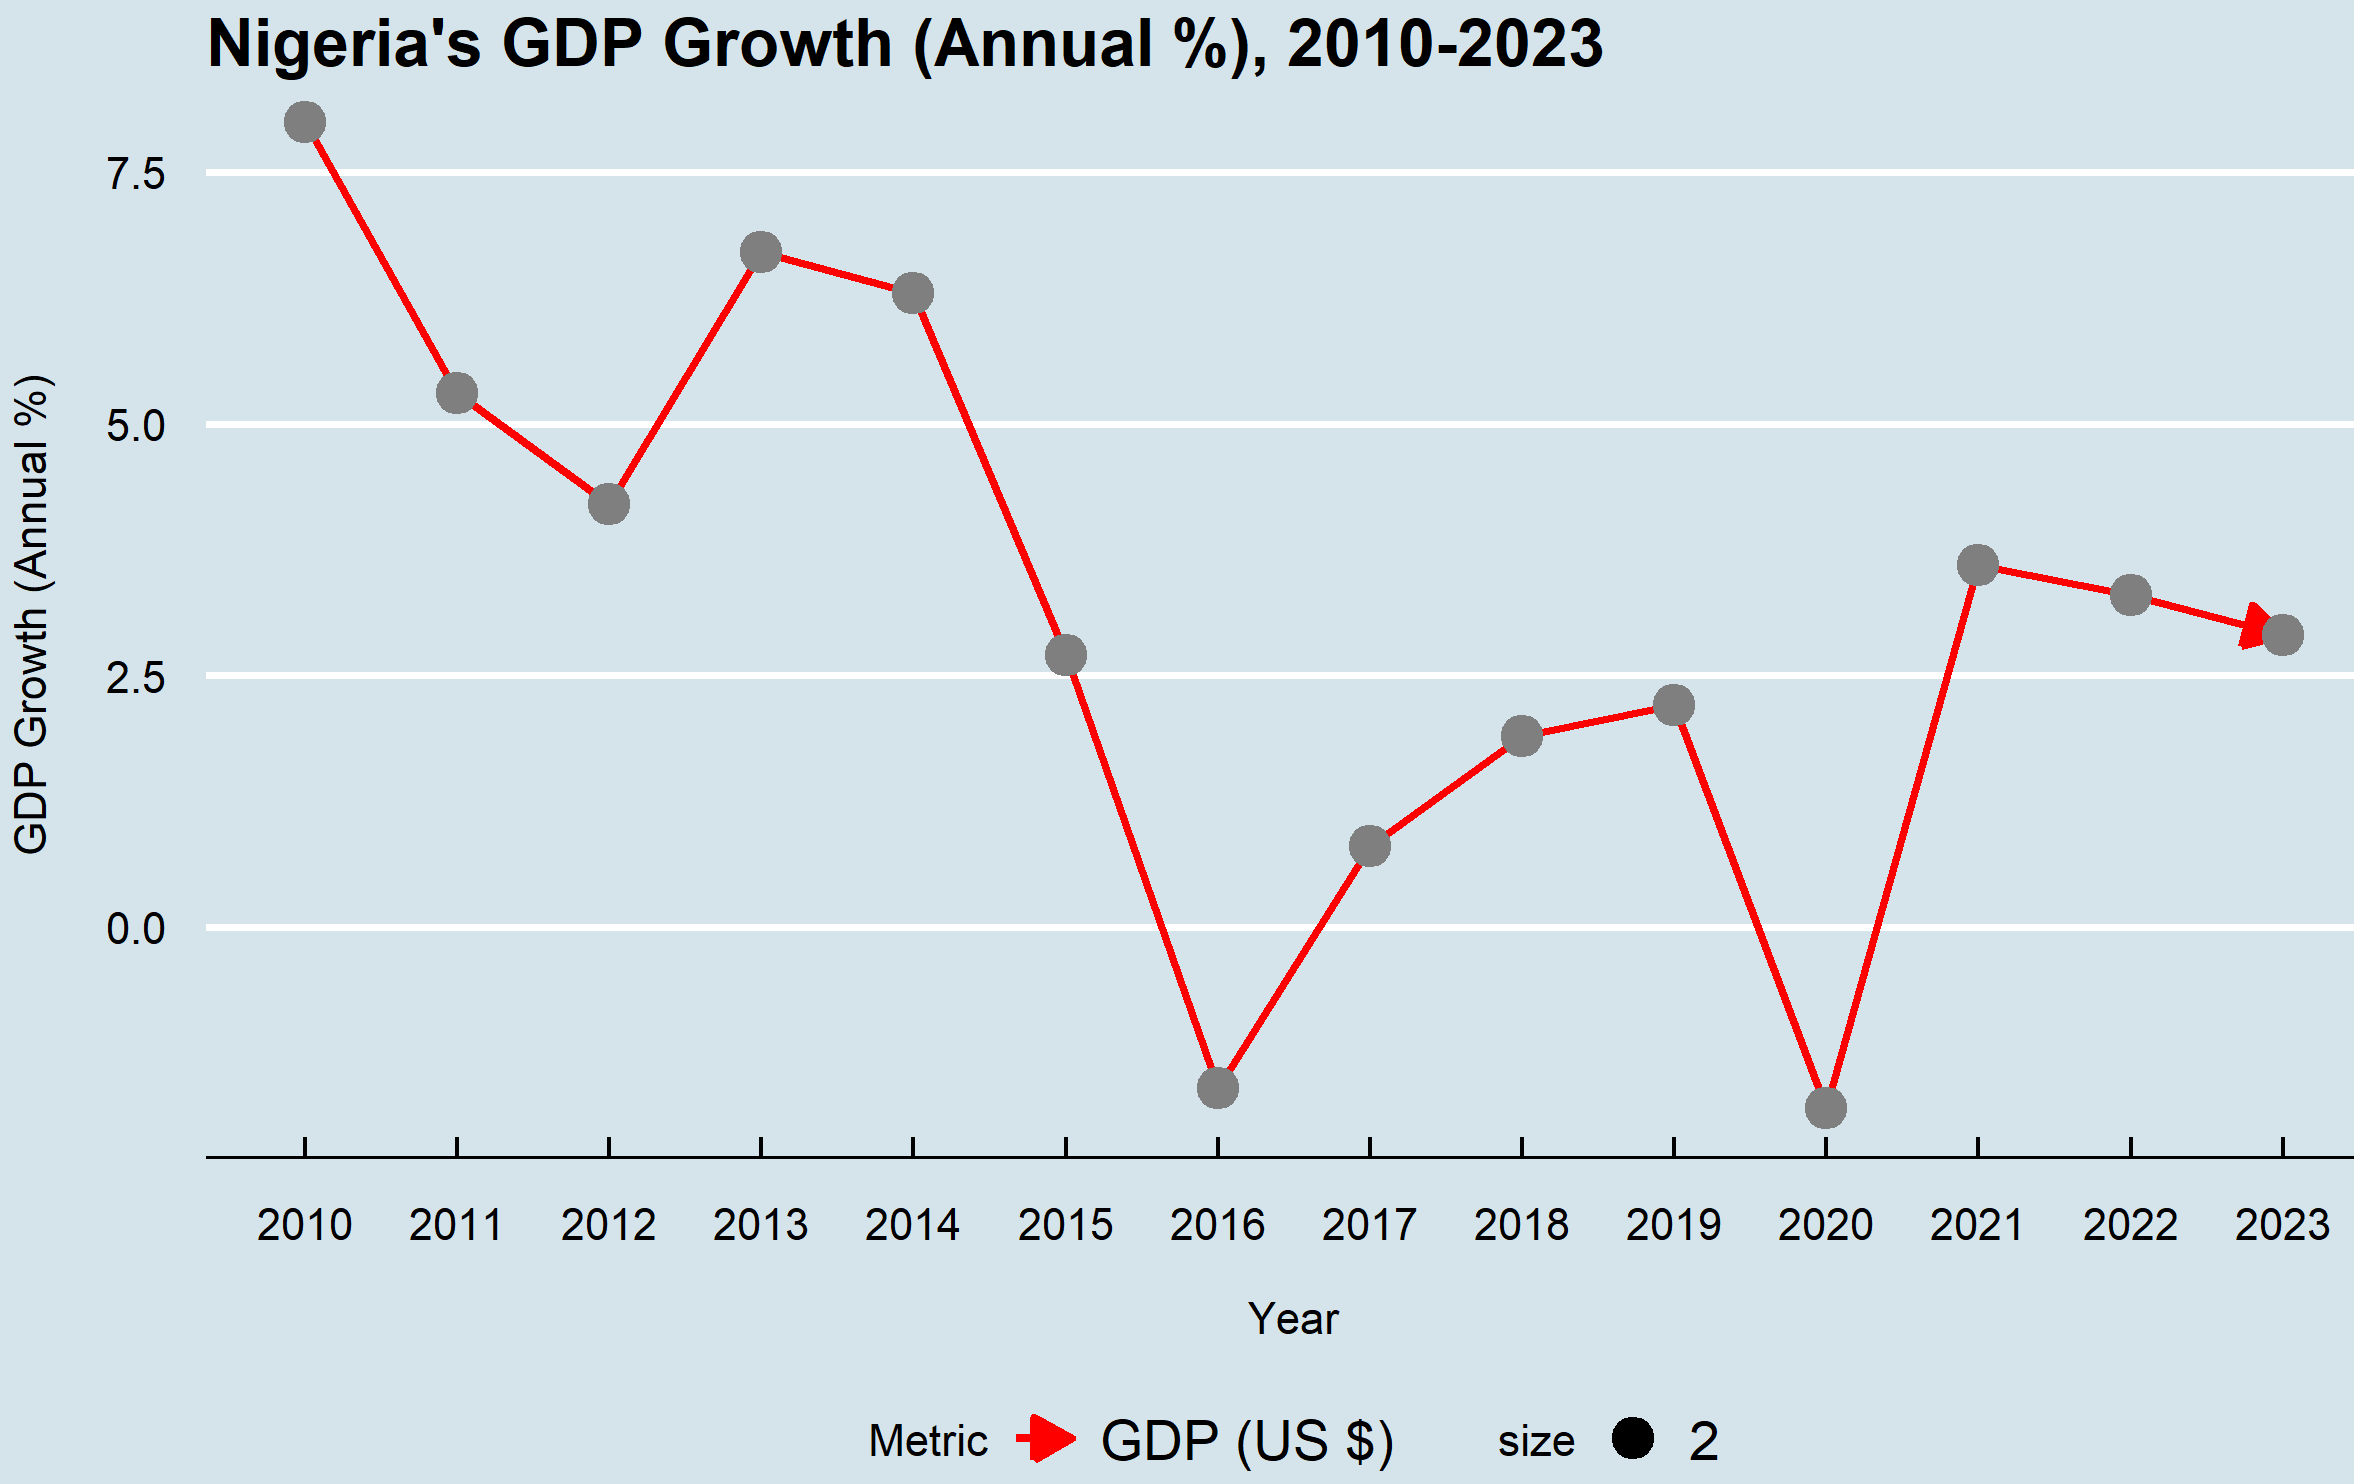 Nigeria's GDP Growth (Annual %), 2010-2023
GDP Growth (Annual %)
7.5
5.0
2.5
0.0
2010 2011 2012 2013 2014 2015 2016 2017 2018 2019 2020 2021 2022 2023
Year
Metric GDP (US $) size 2